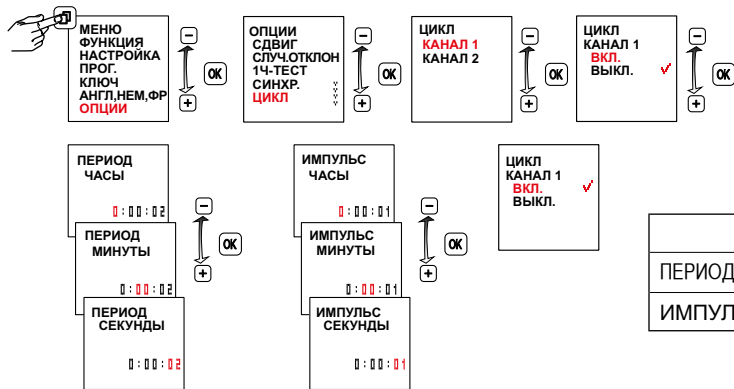 МЕНЮ
ФУНКЦИЯ
НАСТРОЙКА
ПРОГ.
КЛЮЧ
АНГЛ,НЕМ,ФР
ОПЦИИ
OK
ОПЦИИ
СДВИГ
СЛУЧ.ОТКЛОН
1Ч-ТЕСТ
СИНХР.
ЦИКЛ
OK
ЦИКЛ
КАНАЛ 1
КАНАЛ 2
OK
ЦИКЛ
КАНАЛ 1
ВКЛ.
ВЫКЛ.
OK
ПЕРИОД
ЧАСЫ
0:00:02
ПЕРИОД
МИНУТЫ
0:00:02
ПЕРИОД
СЕКУНДЫ
0:00:02
OK
ИМПУЛЬС
ЧАСЫ
0:00:01
ИМПУЛЬС
МИНУТЫ
0:00:01
ИМПУЛЬС
СЕКУНДЫ
0:00:01
OK
ЦИКЛ
КАНАЛ 1
ВКЛ.
ВЫКЛ.
ПЕРИОД
ИМПУЛ